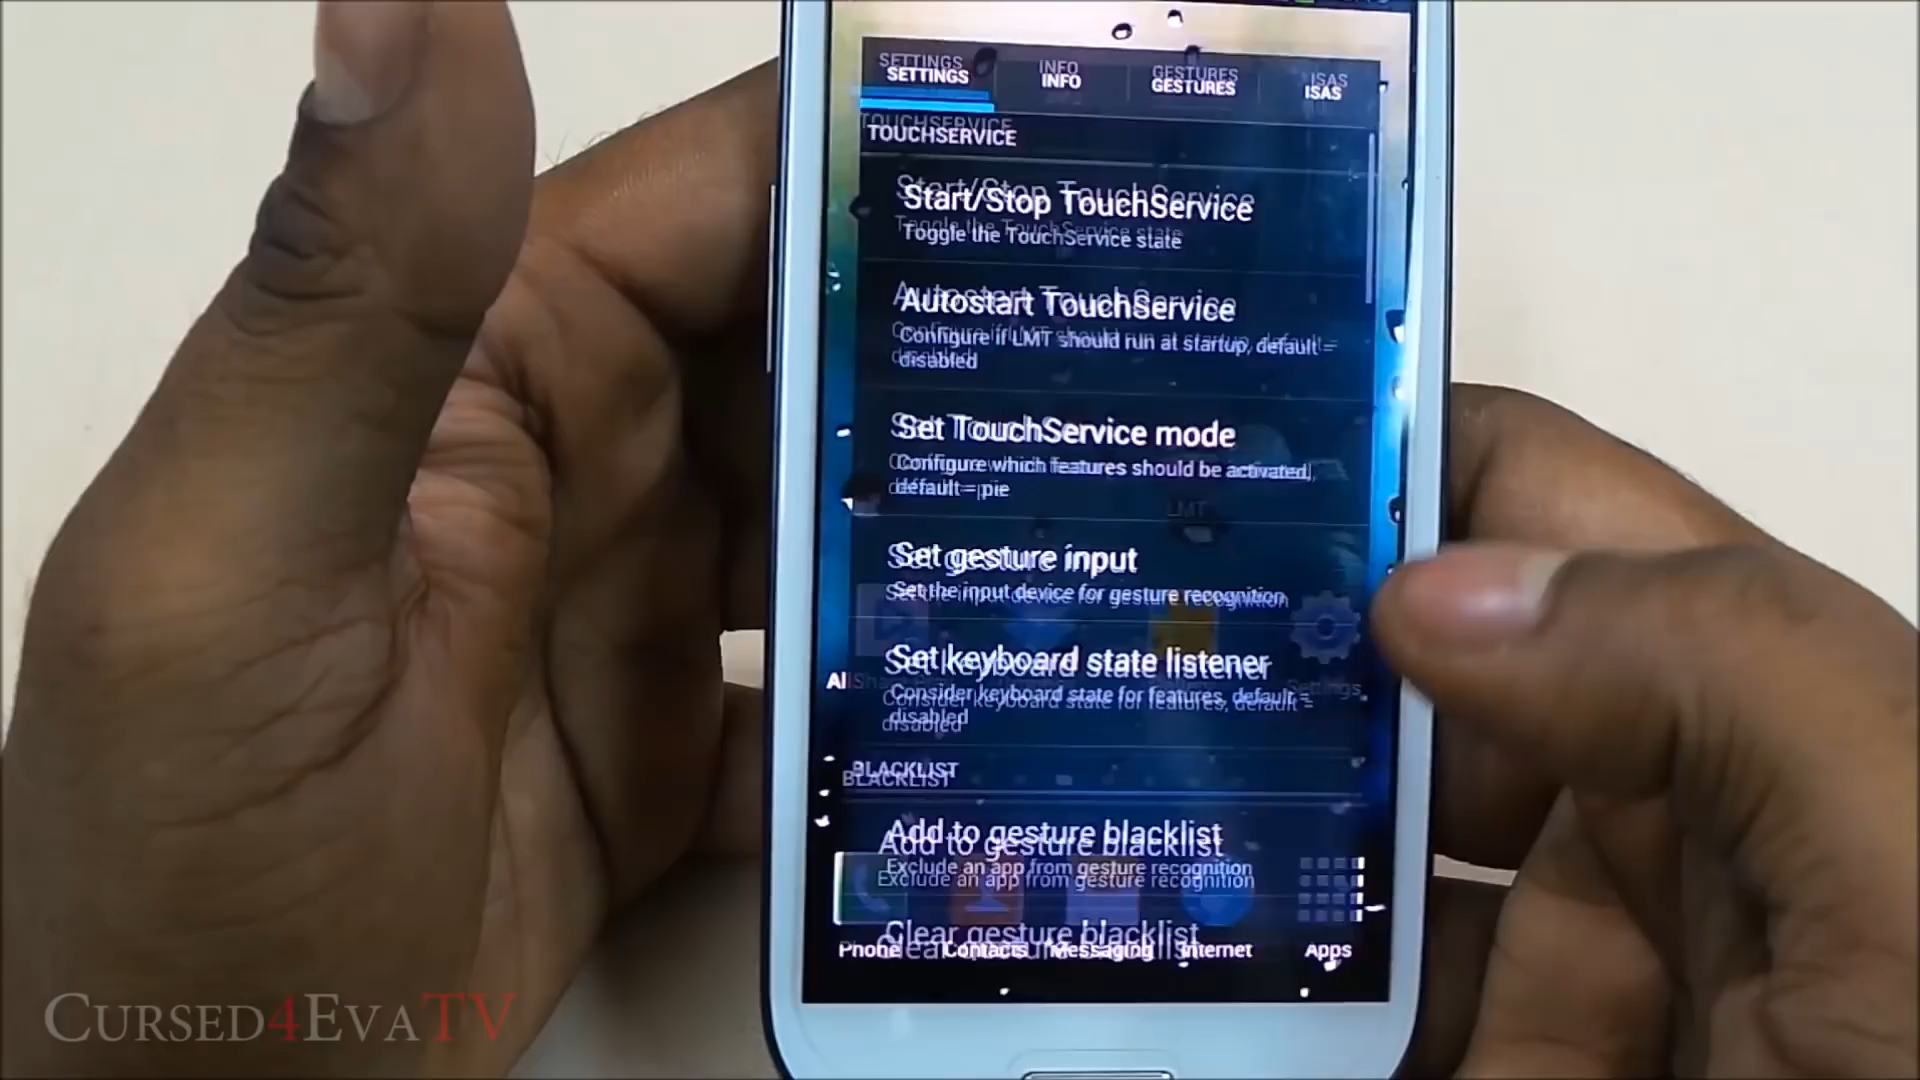 SETTINGS INFO GESTURES ISAS
TOUCHSERVICE
Start/Stop TouchService
Toggle the TouchService state
Autostart TouchService
Configure if LMT should run at startup, default =
disabled
Set TouchService mode
Configure which features should be activated,
default = pie
LMT
Set gesture input
Set the input device for gesture recognition
Set keyboard state listener
Settings
Consider keyboard state for features, default =
disabled
BLACKLIST
Add to gesture blacklist
Exclude an app from gesture recognition
Clear gesture blacklist
Phone Contacts Messaging Internet Apps
CURSED4EVATV